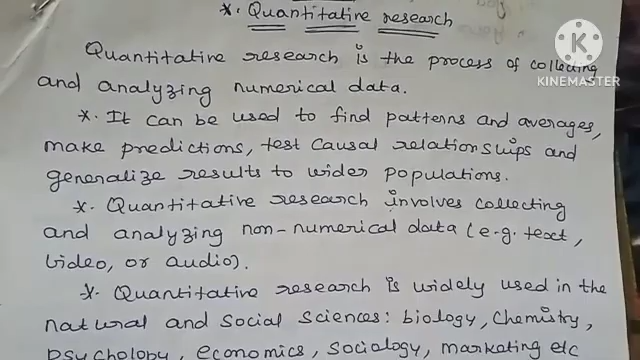 *. Quantitative research
Quantitative research is the process of collecting
and analyzing numerical data.
*. It can be used to find patterns and averages,
make predictions, test causal relationships and
generalize results to wider populations.
*. Quantitative research involves collecting
and analyzing non-numerical data (e.g. text,
video, or audio).
*. Quantitative research is widely used in the
natural and social sciences: biology, chemistry,
psychology, economics, sociology, marketing etc
K
KINEMASTER